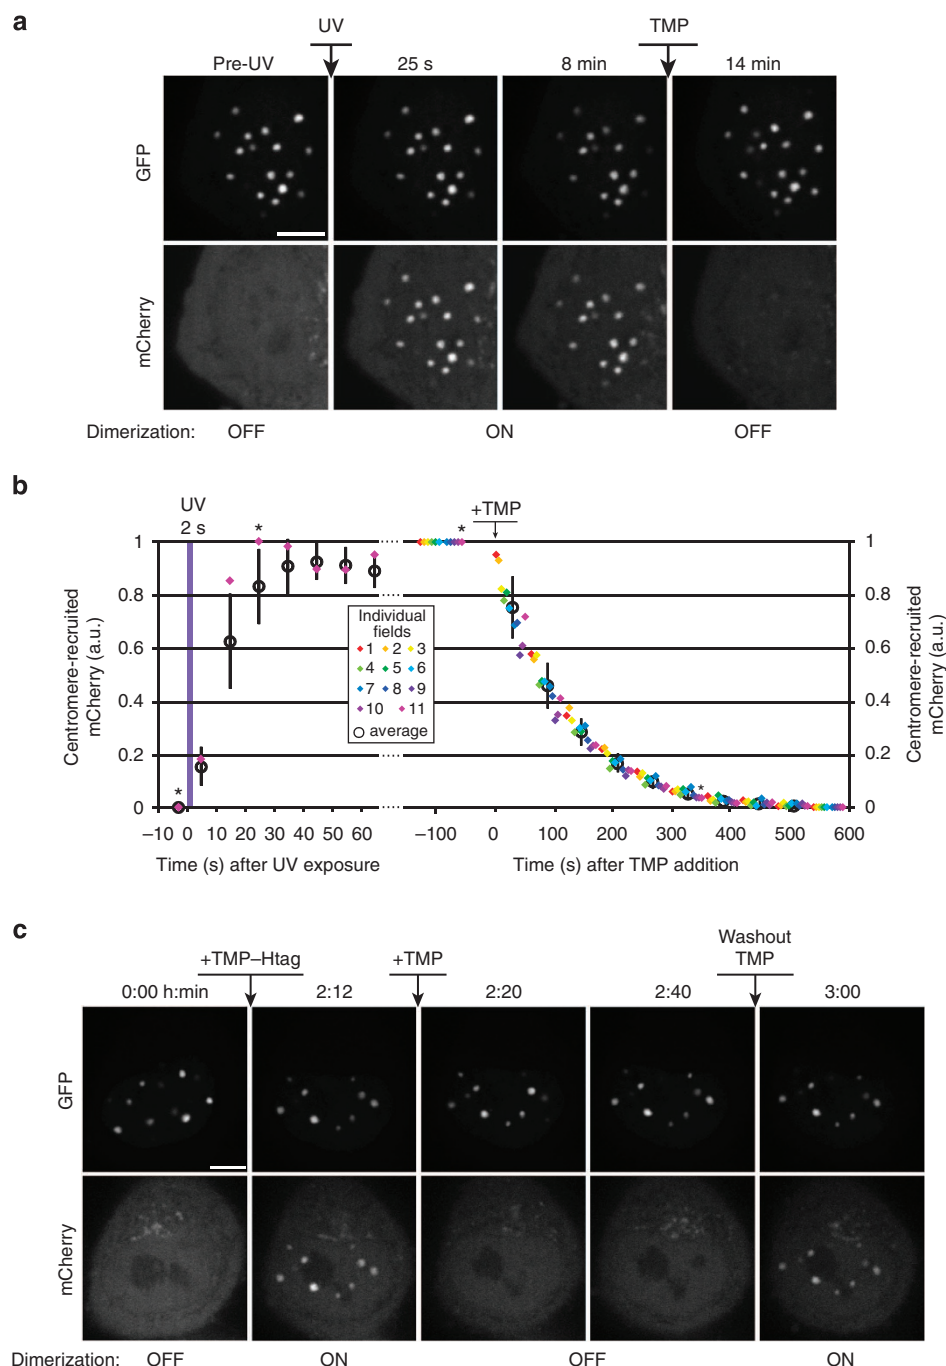 a
UV
TMP
Pre-UV
25 s
8 min
14 min
GFP
mCherry
Dimerization: OFF ON OFF
b
UV
2 s
+TMP
*
*
*
*
1
0.8
0.6
0.4
0.2
0
Centromere-recruited
mCherry (a.u.)
Individual
fields
1 2 3
4 5 6
7 8 9
10 11
average
1
0.8
0.6
0.4
0.2
0
Centromere-recruited
mCherry (a.u.)
–10 0 10 20 30 40 50 60
–100 0 100 200 300 400 500 600
Time (s) after UV exposure
Time (s) after TMP addition
c
+TMP–Htag
+TMP
Washout
TMP
0:00 h:min
2:12
2:20
2:40
3:00
GFP
mCherry
Dimerization: OFF ON OFF ON